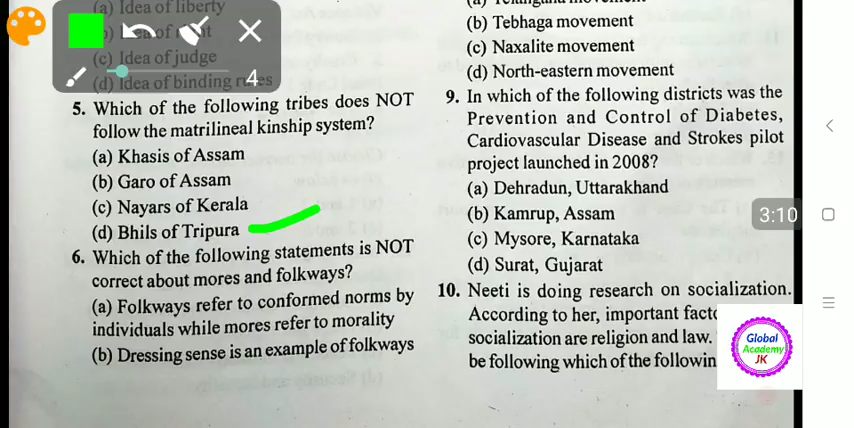 (a) Idea of liberty
(c) Idea of judge
(d) Idea of binding rules
4
5. Which of the following tribes does NOT
follow the matrilineal kinship system?
(a) Khasis of Assam
(b) Garo of Assam
(c) Nayars of Kerala
(d) Bhils of Tripura
6. Which of the following statements is NOT
correct about mores and folkways?
(a) Folkways refer to conformed norms by
individuals while mores refer to morality
(b) Dressing sense is an example of folkways
(b) Tebhaga movement
(c) Naxalite movement
(d) North-eastern movement
9. In which of the following districts was the
Prevention and Control of Diabetes,
Cardiovascular Disease and Strokes pilot
project launched in 2008?
(a) Dehradun, Uttarakhand
(b) Kamrup, Assam
(c) Mysore, Karnataka
(d) Surat, Gujarat
10. Neeti is doing research on socialization.
According to her, important facto
socialization are religion and law.
be following which of the followin
3:10
Global
Academy
JK